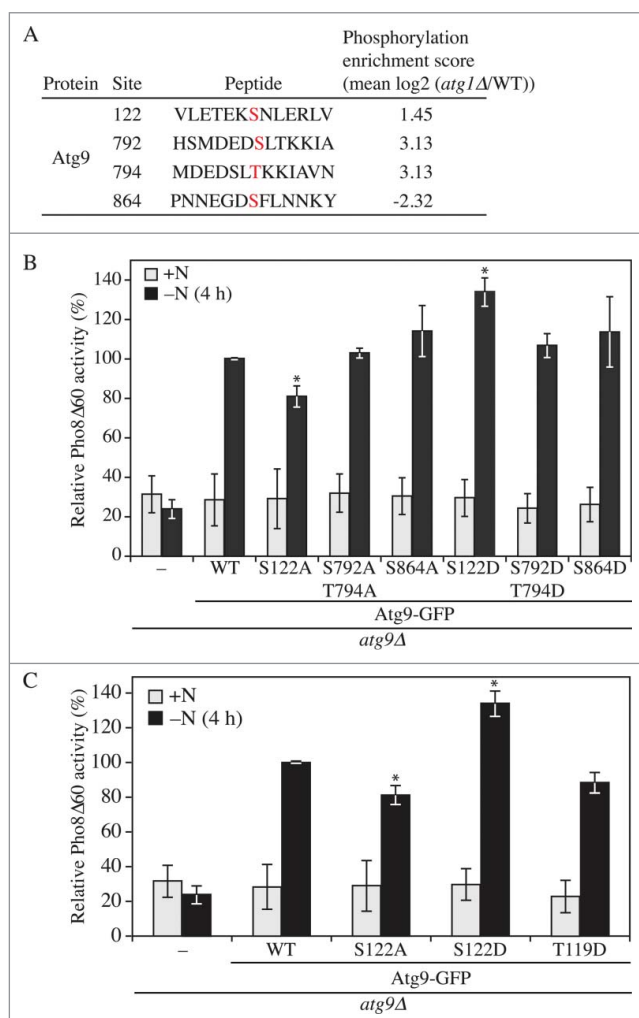 A
Phosphorylation
enrichment score
Protein Site Peptide (mean log2 (atg1Δ/WT))
122 VLETEKSNLERLV 1.45
792 HSMDEDSLTKKIA 3.13
Atg9
794 MDEDSLTKKIAVN 3.13
864 PNNEGDSFLNNKY -2.32
B
+N
–N (4 h)
Relative Pho8Δ60 activity (%)
140
120
100
80
60
40
20
0
*
*
– WT S122A S792A S864A S122D S792D S864D
T794A T794D
Atg9-GFP
atg9Δ
C
+N
–N (4 h)
Relative Pho8Δ60 activity (%)
140
120
100
80
60
40
20
0
*
*
– WT S122A S122D T119D
Atg9-GFP
atg9Δ